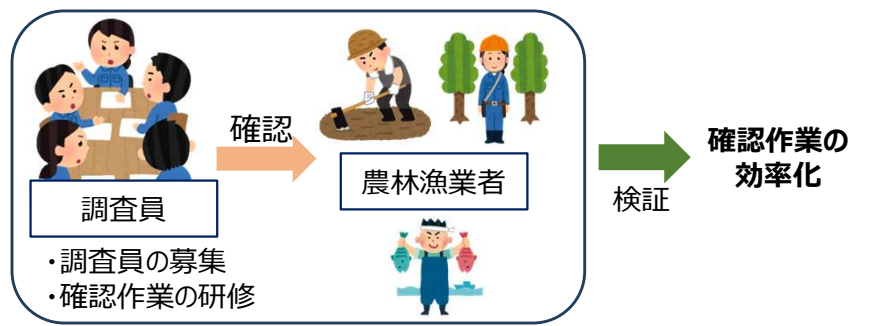 確認
調査員
・調査員の募集
・確認作業の研修
農林漁業者
検証
確認作業の
効率化